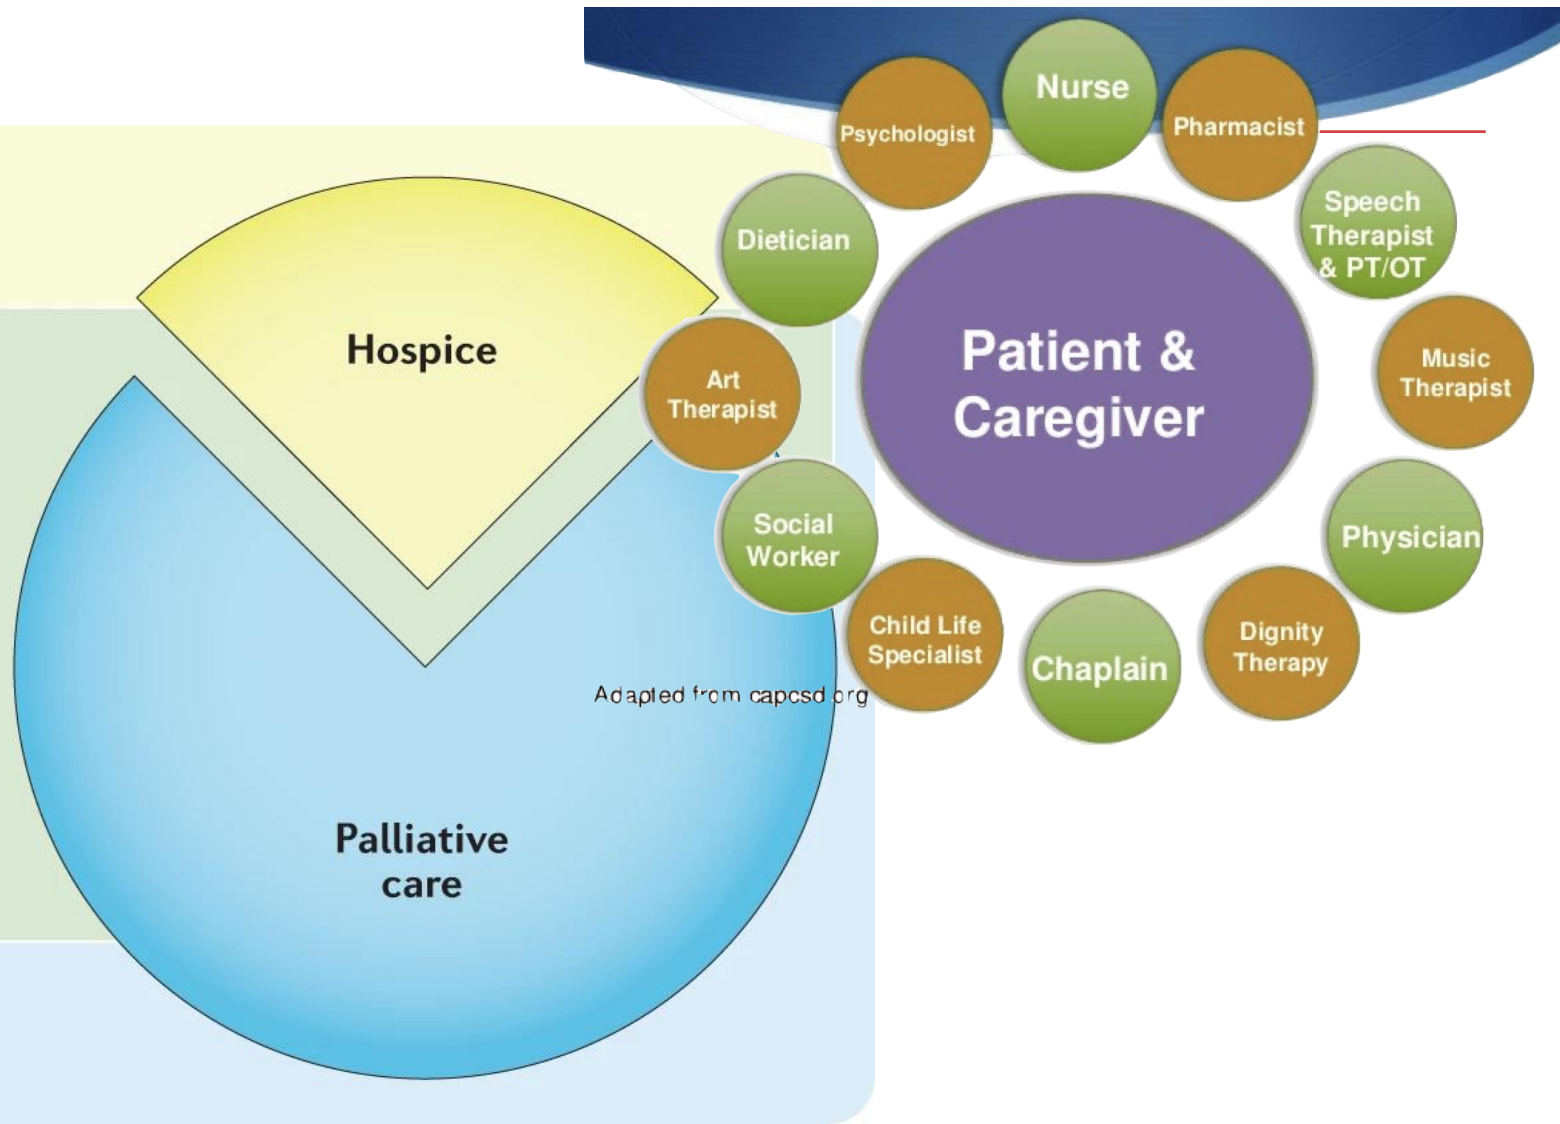 Nurse
Psychologist
Pharmacist
Speech
Therapist
& PT/OT
Dietician
Hospice
Patient &
Caregiver
Art
Therapist
Music
Therapist
Social
Worker
Physician
Child Life
Specialist
Dignity
Therapy
Chaplain
Adapted from capcsd.org
Palliative
care